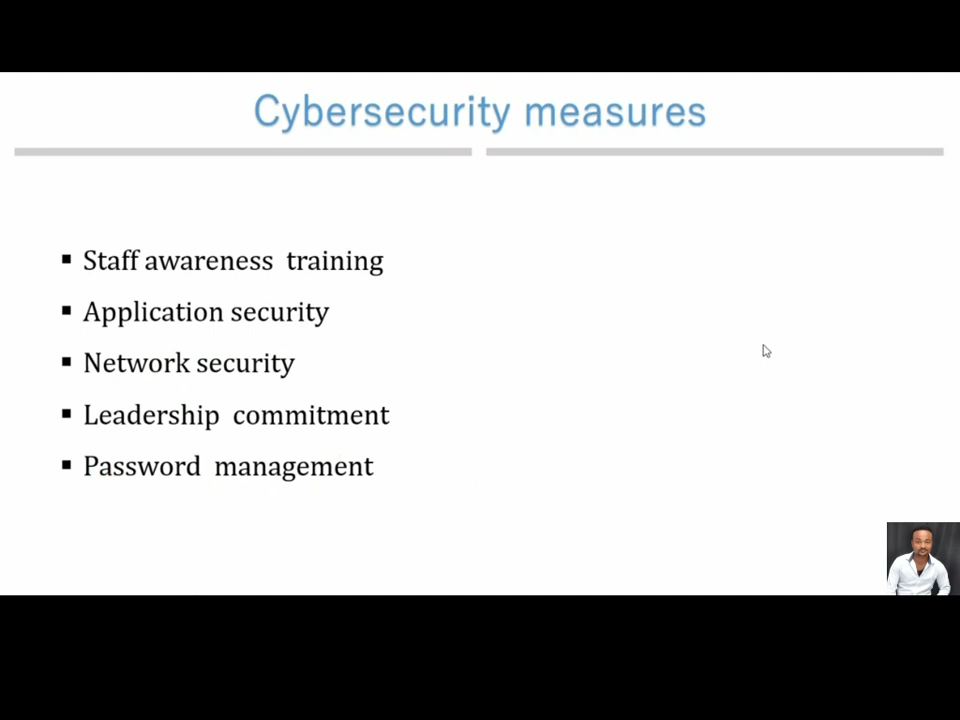 Cybersecurity measures
Staff awareness training
Application security
Network security
Leadership commitment
Password management